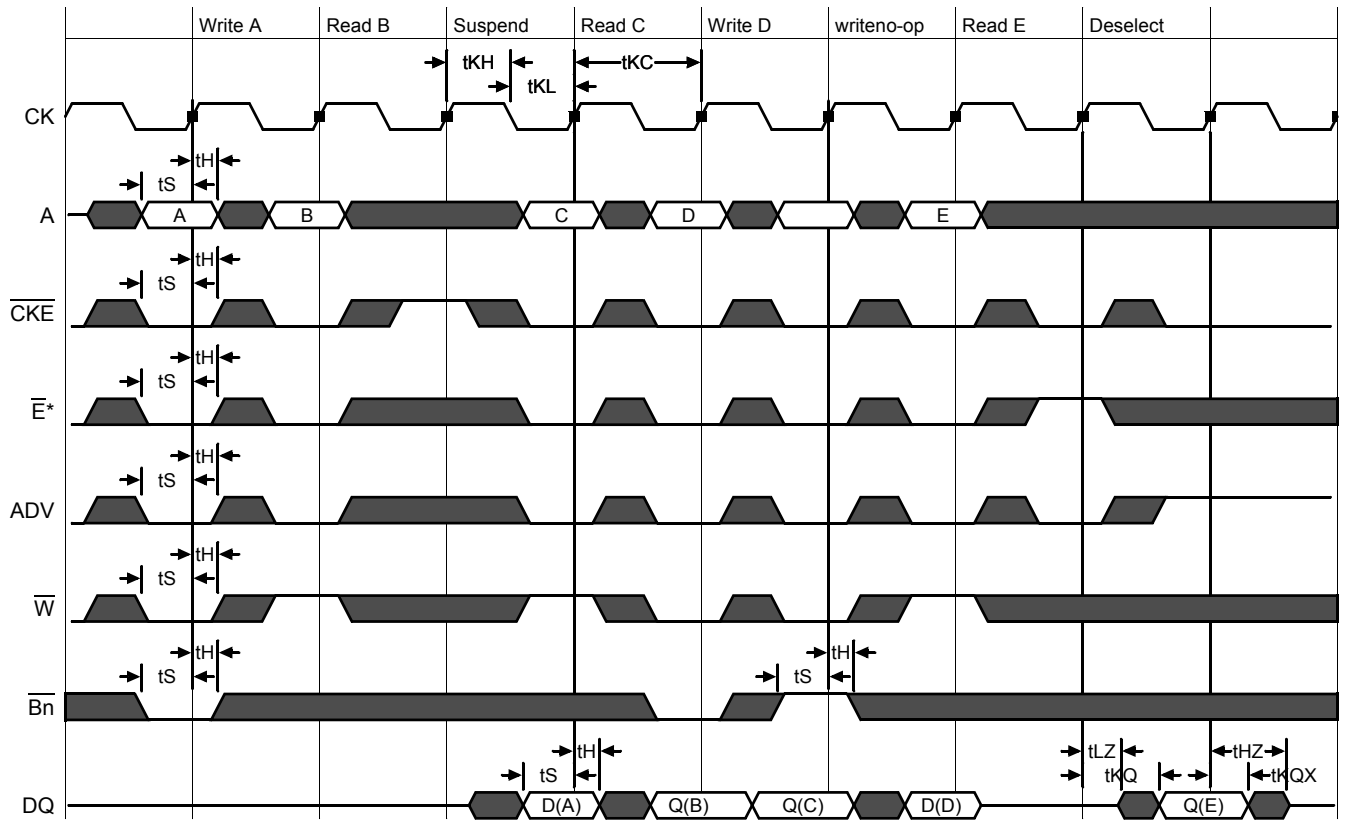 Write A Read B Suspend Read C Write D writeno-op Read E Deselect
tKH tKC
tKL
CK
tH
tS
A A B C D E
tH
tS
CKE
tH
tS
E*
tH
tS
ADV
tH
tS
W
tH tH
tS tS
Bn
tH tLZ tHZ
tS tKQ tKQX
DQ D(A) Q(B) Q(C) D(D) Q(E)